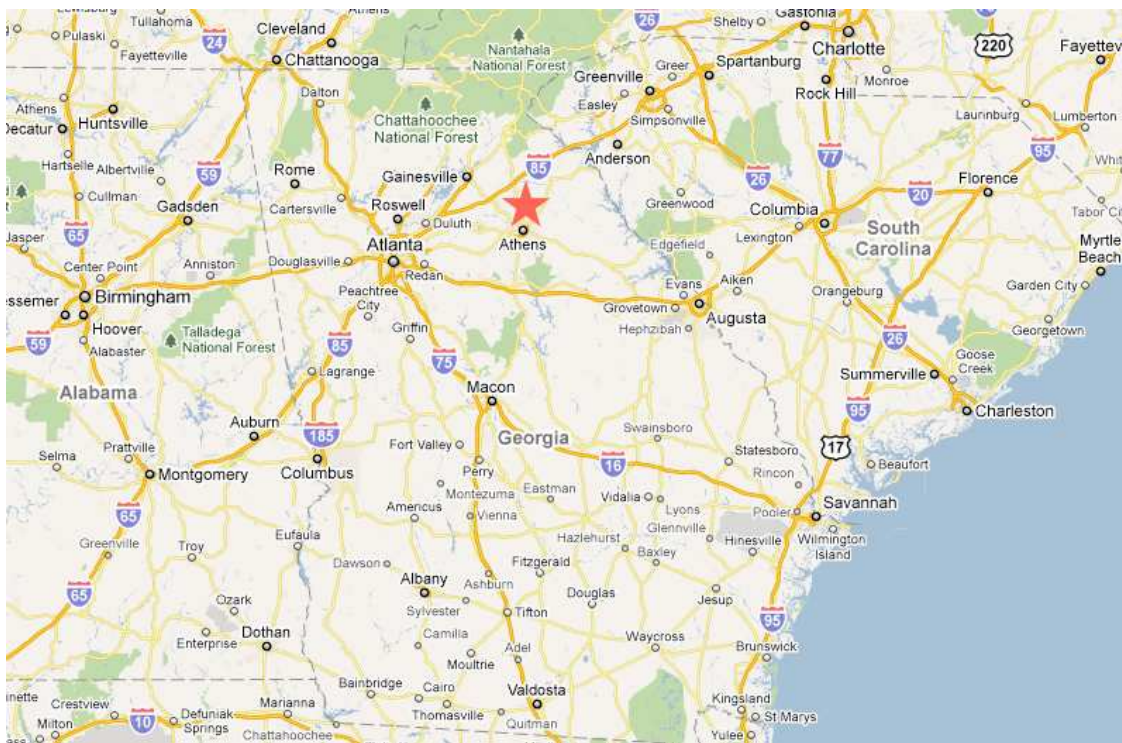 Lewisburg
Tullahoma
Cleveland
Athens
Pulaski
Fayetteville
24
Chattanooga
Nantahala
National Forest
26
Shelby
Gastonia
85
Charlotte
220
Fayettev
Greer
Spartanburg
Greenville
Rock Hill
Monroe
Athens
Dalton
Easley
Simpsonville
Laurinburg
Lumberton
Decatur
Huntsville
Chattahoochee
National Forest
Anderson
77
95
Hartselle
Albertville
59
Rome
Gainesville
85
26
20
Florence
Whit
Cullman
Gadsden
Cartersville
Roswell
Duluth
Greenwood
Columbia
Tabor City
65
Jasper
Atlanta
Athens
Lexington
South
Carolina
Myrtle
Beach
Center Point
Anniston
Douglasville
Redan
Edgefield
Aiken
Garden City
Birmingham
Peachtree
City
Evans
Grovetown
Augusta
Orangeburg
Georgetown
essemer
Hoover
59
Alabaster
Talladega
National Forest
85
Griffin
75
Hephzibah
26
Goose
Creek
Lagrange
Summerville
Alabama
Macon
95
Charleston
Auburn
185
Georgia
Swainsboro
17
Prattville
Fort Valley
Statesboro
Selma
Montgomery
Columbus
Perry
16
Rincon
Beaufort
65
Montezuma
Eastman
Vidalia
Lyons
Pooler
Savannah
Americus
Vienna
Glennville
Wilmington
Island
Greenville
Troy
Eufaula
Hazlehurst
Baxley
Hinesville
Dawson
Fitzgerald
65
Albany
Ashburn
Douglas
Jesup
Ozark
Sylvester
Tifton
95
Enterprise
Dothan
Camilla
Adel
Waycross
Brunswick
Moultrie
Bainbridge
Cairo
Valdosta
Kingsland
Crestview
Marianna
Thomasville
Quitman
St Marys
Milton
10
Defuniak
Springs
Chattahoochee
Yulee